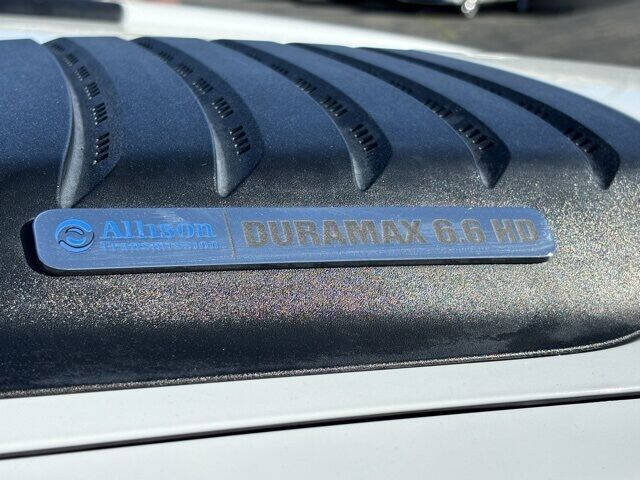 Allison DURAMAX 6.6 HD
Transmission